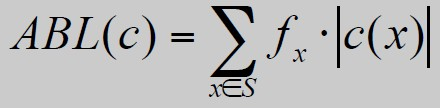 ABL(c) = ∑ f_x · |c(x)|
x∈S